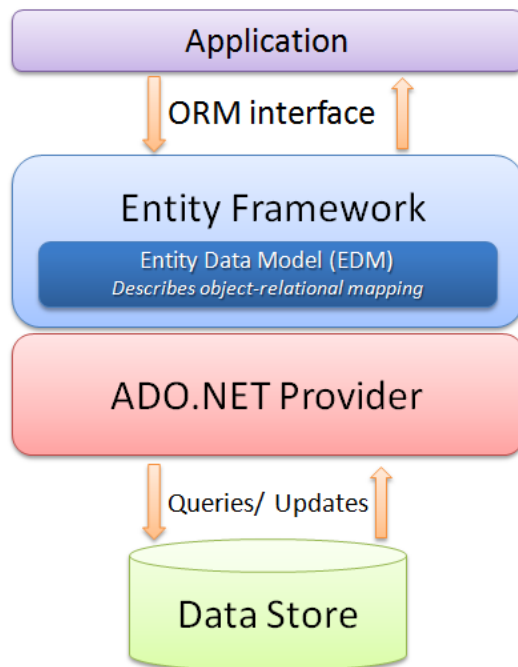 Application
ORM interface
Entity Framework
Entity Data Model (EDM)
Describes object-relational mapping
ADO.NET Provider
Queries/ Updates
Data Store